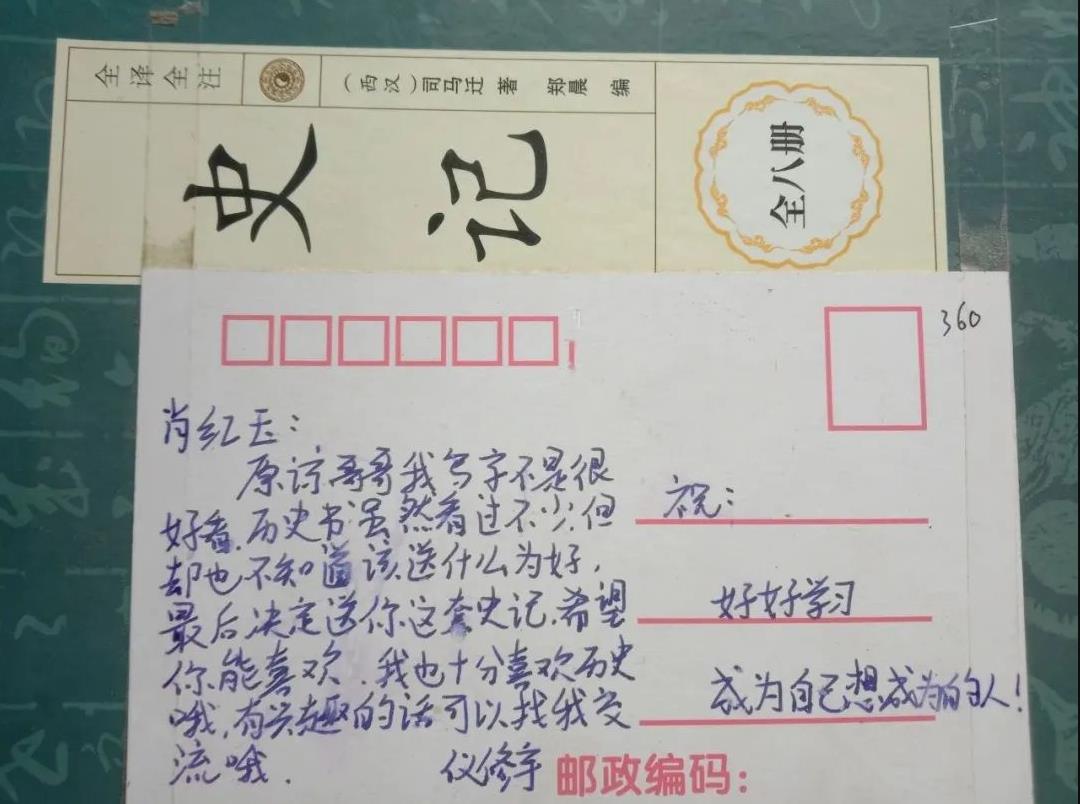 全译全注
（西汉）司马迁 著 郑晨 编
史记
全八册
360
肖红玉：
原谅哥哥我写字不是很
好看，历史书虽然看过不少，但
却也不知道该送什么为好，
最后决定送你这套史记，希望
你能喜欢．我也十分喜欢历史
哦，有兴趣的话可以找我交
流哦．
祝：
好好学习
成为自己想成为的人！
邮政编码：